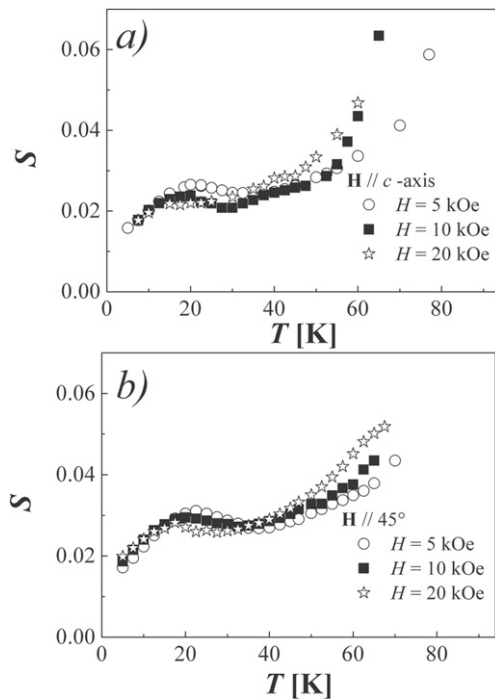 a)
0.06
0.04
0.02
0.00
S
H // c -axis
H = 5 kOe
H = 10 kOe
H = 20 kOe
0 20 40 60 80
T [K]
b)
0.06
0.04
0.02
0.00
S
H // 45°
H = 5 kOe
H = 10 kOe
H = 20 kOe
0 20 40 60 80
T [K]